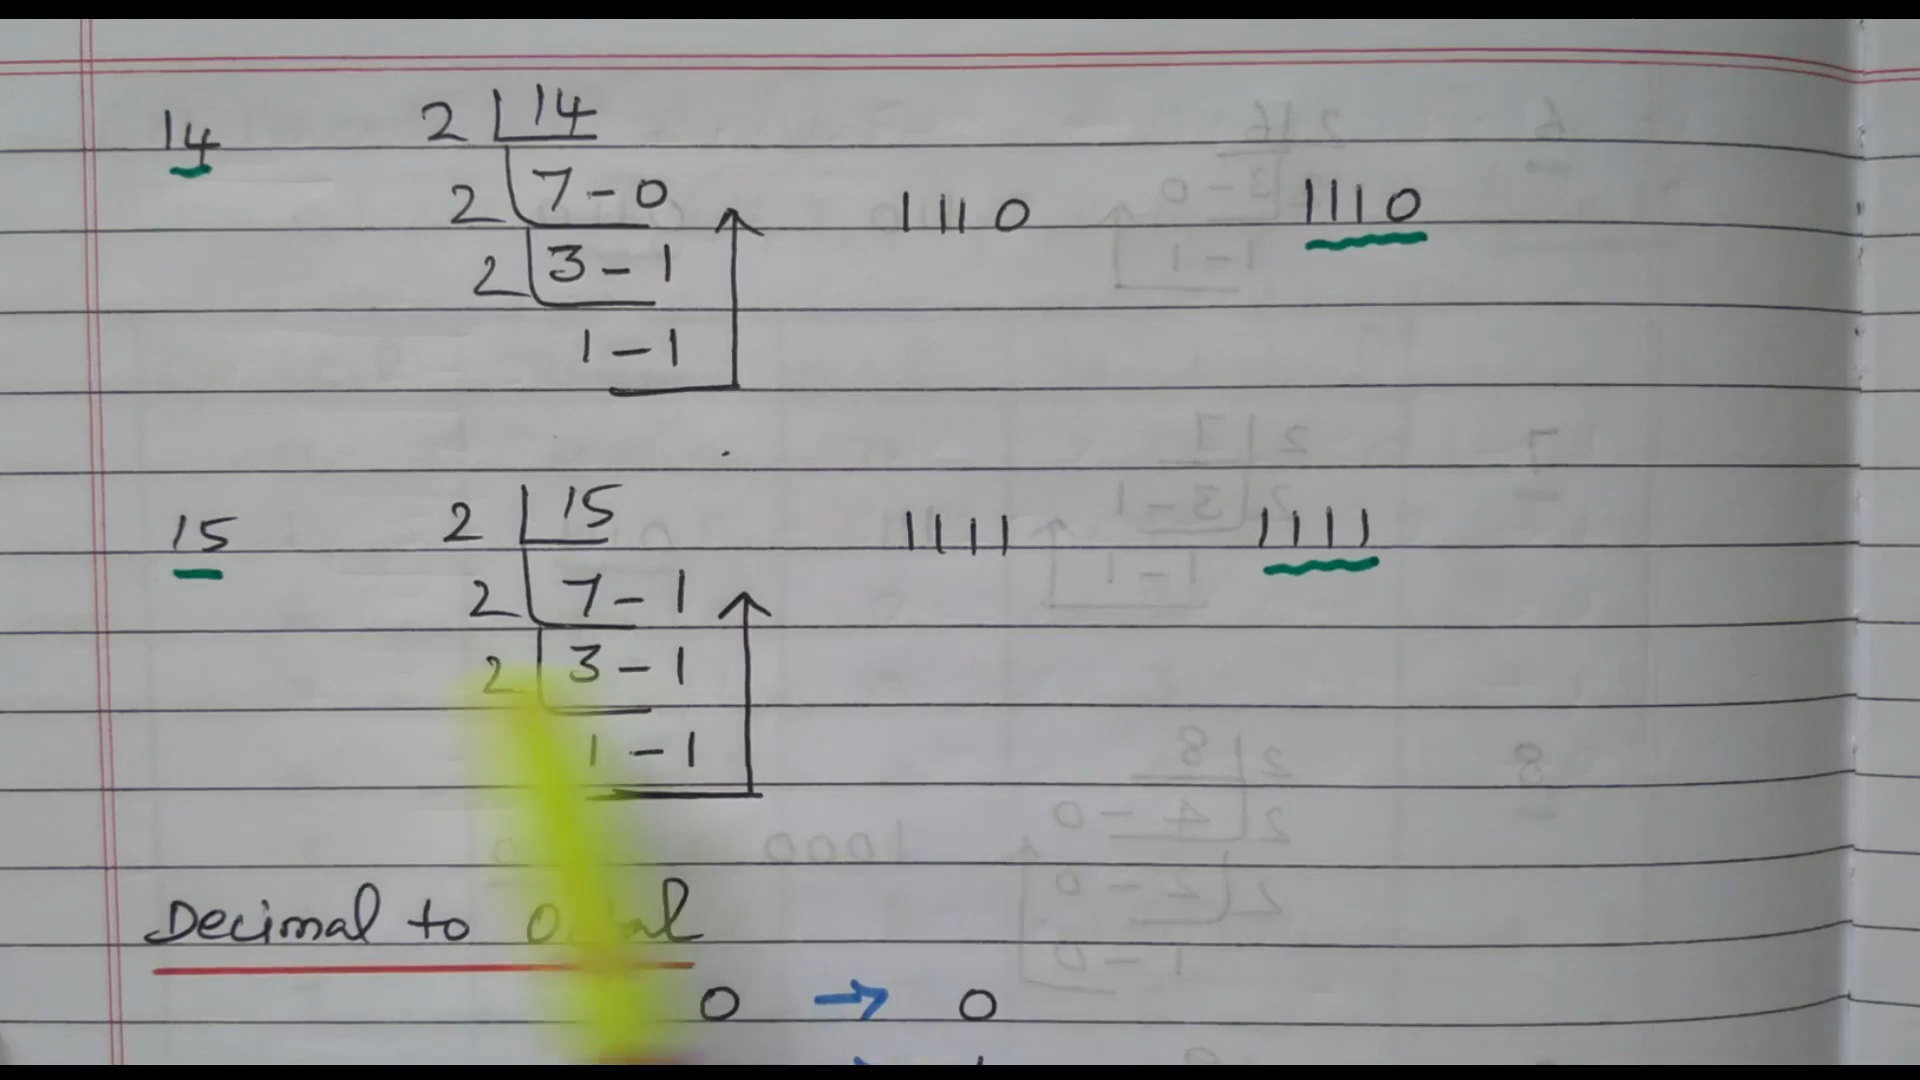 14 2 14
2 7 - 0 1110 1110
2 3 - 1
1 - 1
15 2 15 1111 1111
2 7 - 1
2 3 - 1
1 - 1
Decimal to
0 → 0